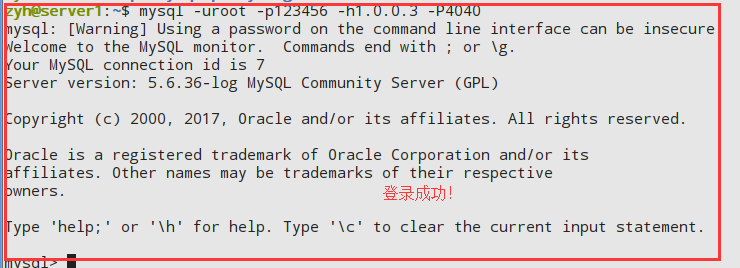 zyh@server1:~$ mysql -uroot -p123456 -h1.0.0.3 -P4040
mysql: [Warning] Using a password on the command line interface can be insecure
Welcome to the MySQL monitor.  Commands end with ; or \g.
Your MySQL connection id is 7
Server version: 5.6.36-log MySQL Community Server (GPL)
Copyright (c) 2000, 2017, Oracle and/or its affiliates. All rights reserved.
Oracle is a registered trademark of Oracle Corporation and/or its
affiliates. Other names may be trademarks of their respective
owners.
登录成功!
Type 'help;' or '\h' for help. Type '\c' to clear the current input statement.
mysql>